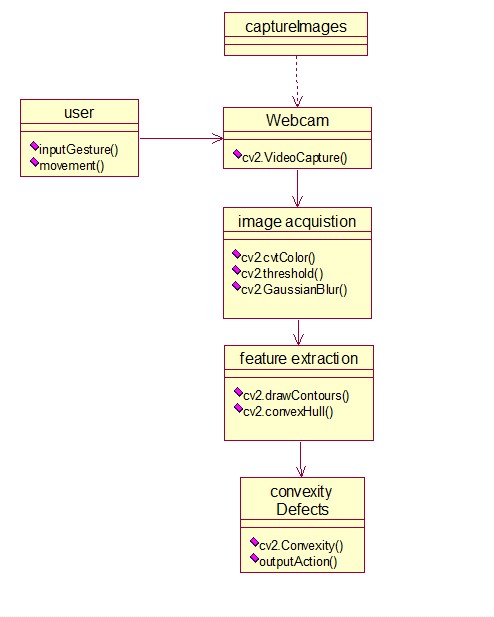 captureImages
user
inputGesture()
movement()
Webcam
cv2.VideoCapture()
image acquistion
cv2.cvtColor()
cv2.threshold()
cv2.GaussianBlur()
feature extraction
cv2.drawContours()
cv2.convexHull()
convexity
Defects
cv2.Convexity()
outputAction()